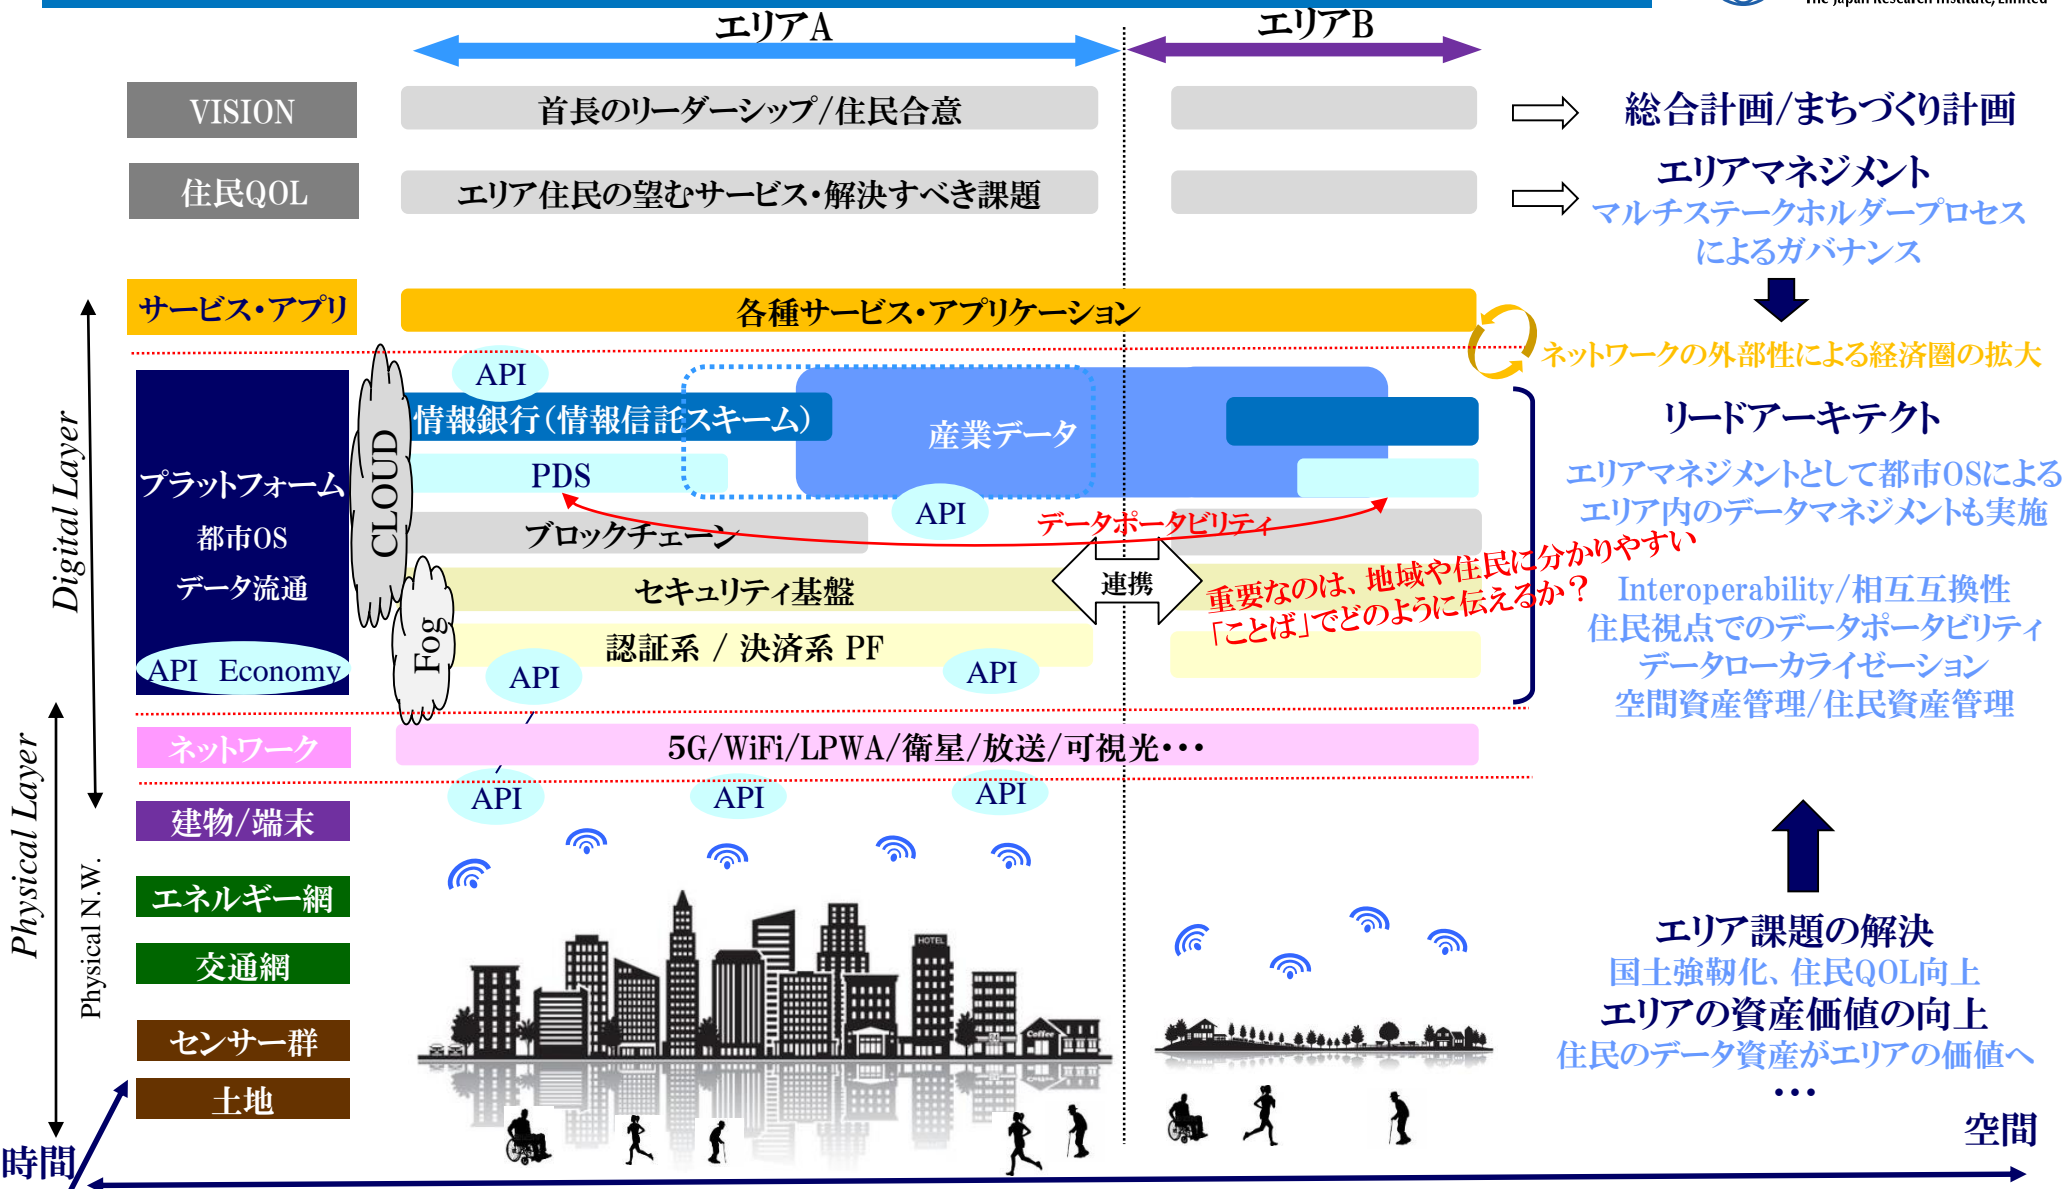 The Japan Research Institute, Limited
エリアA
エリアB
VISION
首長のリーダーシップ/住民合意
総合計画/まちづくり計画
住民QOL
エリア住民の望むサービス・解決すべき課題
エリアマネジメント
マルチステークホルダープロセス
によるガバナンス
サービス・アプリ
各種サービス・アプリケーション
ネットワークの外部性による経済圏の拡大
Digital Layer
プラットフォーム
都市OS
データ流通
API Economy
CLOUD
Fog
API
情報銀行(情報信託スキーム)
産業データ
PDS
API
データポータビリティ
ブロックチェーン
セキュリティ基盤
連携
重要なのは、地域や住民に分かりやすい
「ことば」でどのように伝えるか？
認証系 / 決済系 PF
API
API
リードアーキテクト
エリアマネジメントとして都市OSによる
エリア内のデータマネジメントも実施
Interoperability/相互互換性
住民視点でのデータポータビリティ
データローカライゼーション
空間資産管理/住民資産管理
Physical Layer
ネットワーク
5G/WiFi/LPWA/衛星/放送/可視光・・・
API
API
API
建物/端末
Physical N.W.
エネルギー網
交通網
センサー群
土地
HOTEL
Coffee
エリア課題の解決
国土強靭化、住民QOL向上
エリアの資産価値の向上
住民のデータ資産がエリアの価値へ
・・・
時間
空間